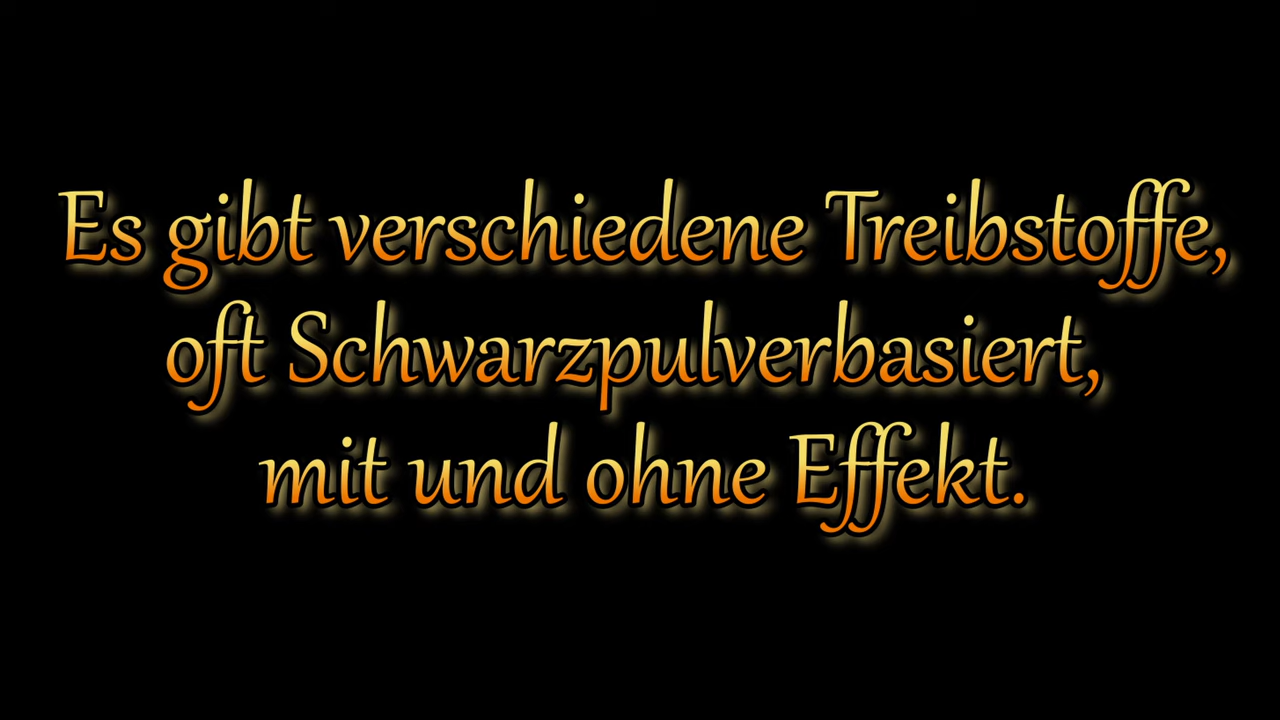 Es gibt verschiedene Treibstoffe,
oft Schwarzpulverbasiert,
mit und ohne Effekt.